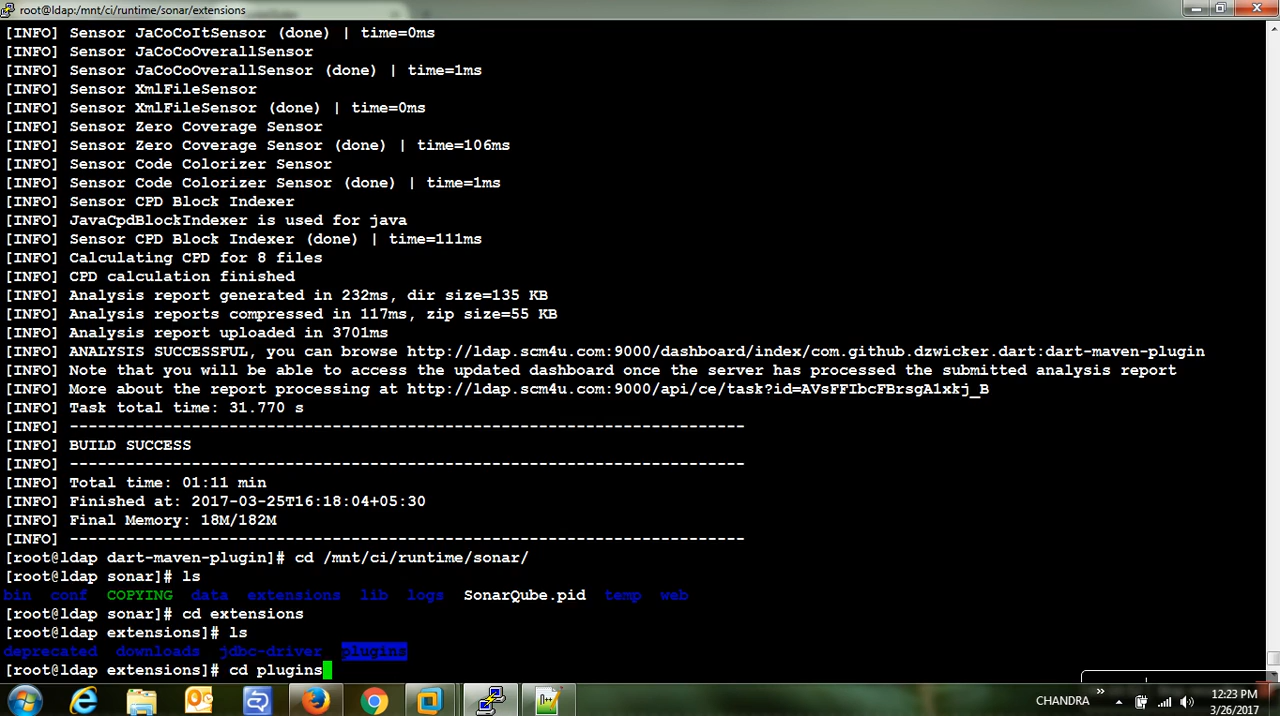 root@ldap:/mnt/ci/runtime/sonar/extensions
[INFO] Sensor JaCoCoItSensor (done) | time=0ms
[INFO] Sensor JaCoCoOverallSensor
[INFO] Sensor JaCoCoOverallSensor (done) | time=1ms
[INFO] Sensor XmlFileSensor
[INFO] Sensor XmlFileSensor (done) | time=0ms
[INFO] Sensor Zero Coverage Sensor
[INFO] Sensor Zero Coverage Sensor (done) | time=106ms
[INFO] Sensor Code Colorizer Sensor
[INFO] Sensor Code Colorizer Sensor (done) | time=1ms
[INFO] Sensor CPD Block Indexer
[INFO] JavaCpdBlockIndexer is used for java
[INFO] Sensor CPD Block Indexer (done) | time=111ms
[INFO] Calculating CPD for 8 files
[INFO] CPD calculation finished
[INFO] Analysis report generated in 232ms, dir size=135 KB
[INFO] Analysis reports compressed in 117ms, zip size=55 KB
[INFO] Analysis report uploaded in 3701ms
[INFO] ANALYSIS SUCCESSFUL, you can browse http://ldap.scm4u.com:9000/dashboard/index/com.github.dzwicker.dart:dart-maven-plugin
[INFO] Note that you will be able to access the updated dashboard once the server has processed the submitted analysis report
[INFO] More about the report processing at http://ldap.scm4u.com:9000/api/ce/task?id=AVsFFIbcFBrsgAlxkj_B
[INFO] Task total time: 31.770 s
[INFO] ------------------------------------------------------------------------
[INFO] BUILD SUCCESS
[INFO] ------------------------------------------------------------------------
[INFO] Total time: 01:11 min
[INFO] Finished at: 2017-03-25T16:18:04+05:30
[INFO] Final Memory: 18M/182M
[INFO] ------------------------------------------------------------------------
[root@ldap dart-maven-plugin]# cd /mnt/ci/runtime/sonar/
[root@ldap sonar]# ls
bin conf COPYING data extensions lib logs SonarQube.pid temp web
[root@ldap sonar]# cd extensions
[root@ldap extensions]# ls
deprecated downloads jdbc-driver plugins
[root@ldap extensions]# cd plugins
CHANDRA
12:23 PM
3/26/2017